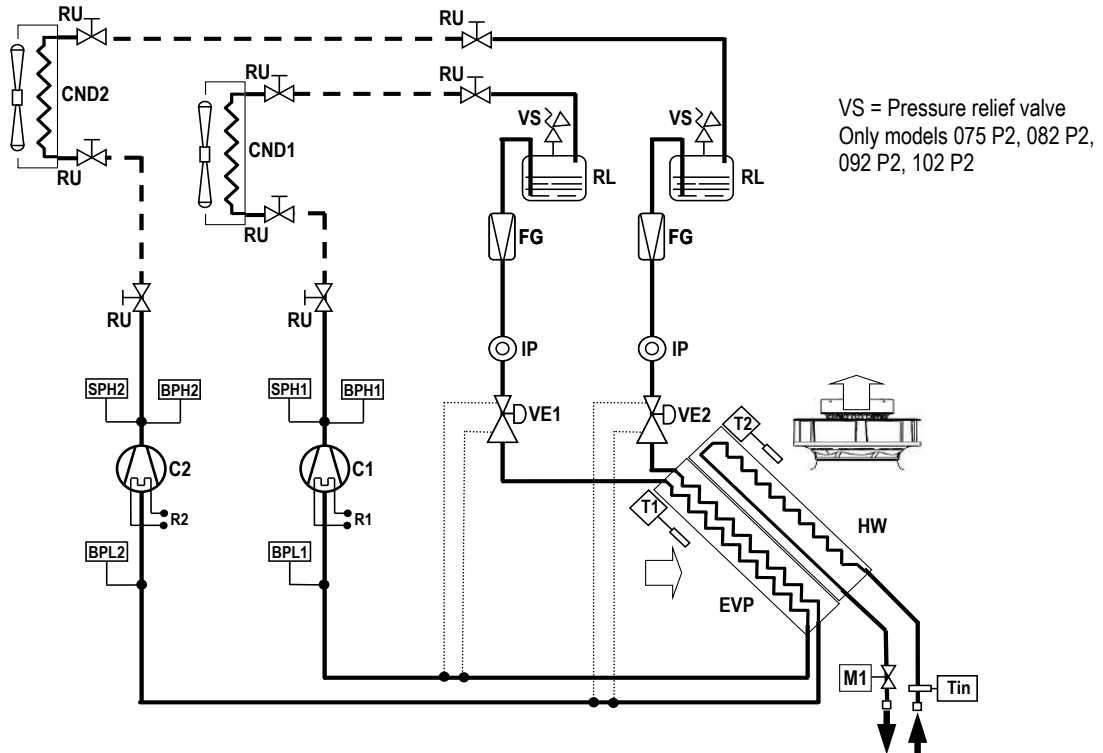 RU
RU
CND2
RU
RU
RU
CND1
RU
VS
VS
VS = Pressure relief valve
Only models 075 P2, 082 P2,
092 P2, 102 P2
RL
RL
FG
FG
RU
RU
IP
IP
SPH2
BPH2
SPH1
BPH1
VE1
VE2
T2
C2
C1
T1
R2
R1
HW
BPL2
BPL1
EVP
M1
Tin